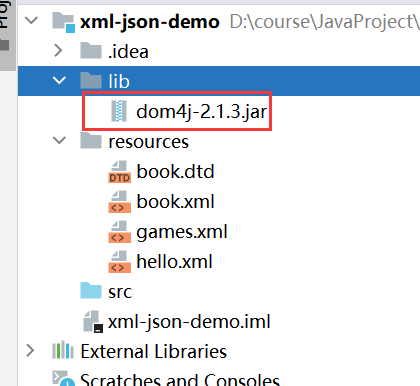 Proj
xml-json-demo D:\course\JavaProject\
.idea
lib
dom4j-2.1.3.jar
resources
DTD book.dtd
<> book.xml
<> games.xml
<> hello.xml
src
xml-json-demo.iml
External Libraries
Scratches and Consoles